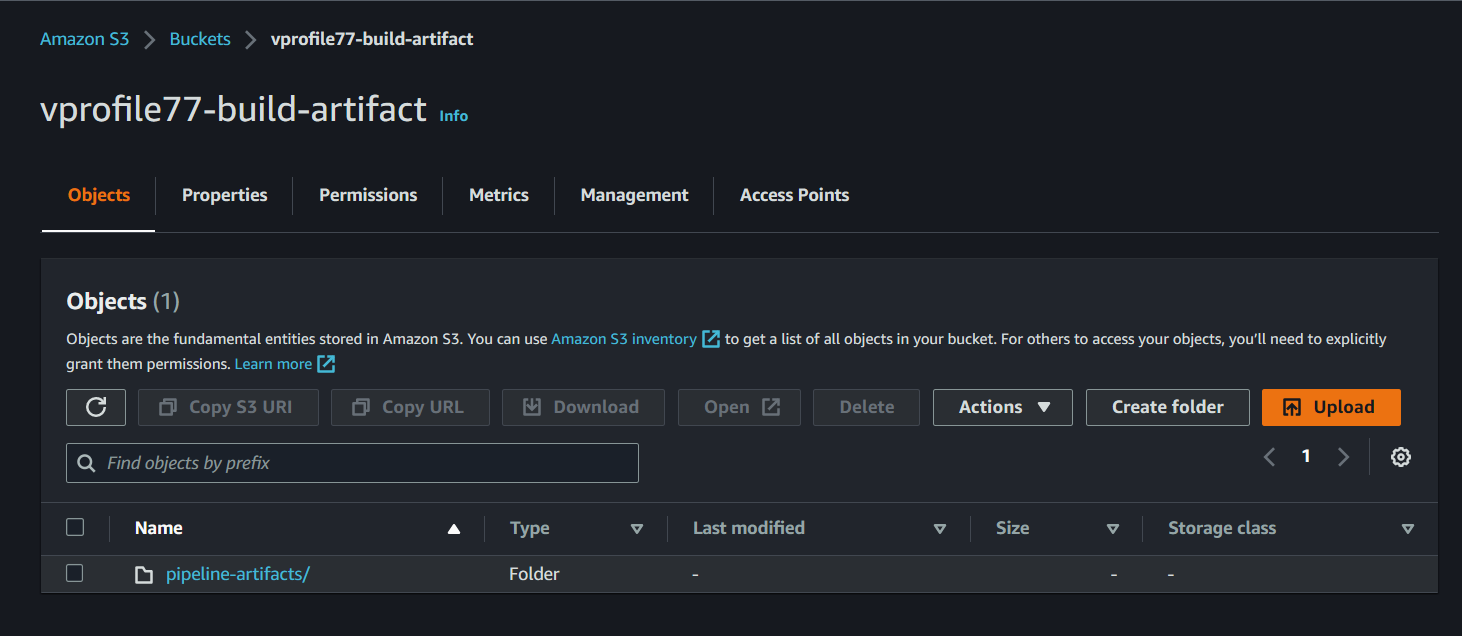 Amazon S3 > Buckets > vprofile77-build-artifact
vprofile77-build-artifact Info
Objects Properties Permissions Metrics Management Access Points
Objects (1)
Objects are the fundamental entities stored in Amazon S3. You can use Amazon S3 inventory to get a list of all objects in your bucket. For others to access your objects, you’ll need to explicitly
grant them permissions. Learn more
Copy S3 URI Copy URL Download Open Delete Actions Create folder Upload
Find objects by prefix 1
Name Type Last modified Size Storage class
pipeline-artifacts/ Folder - - -